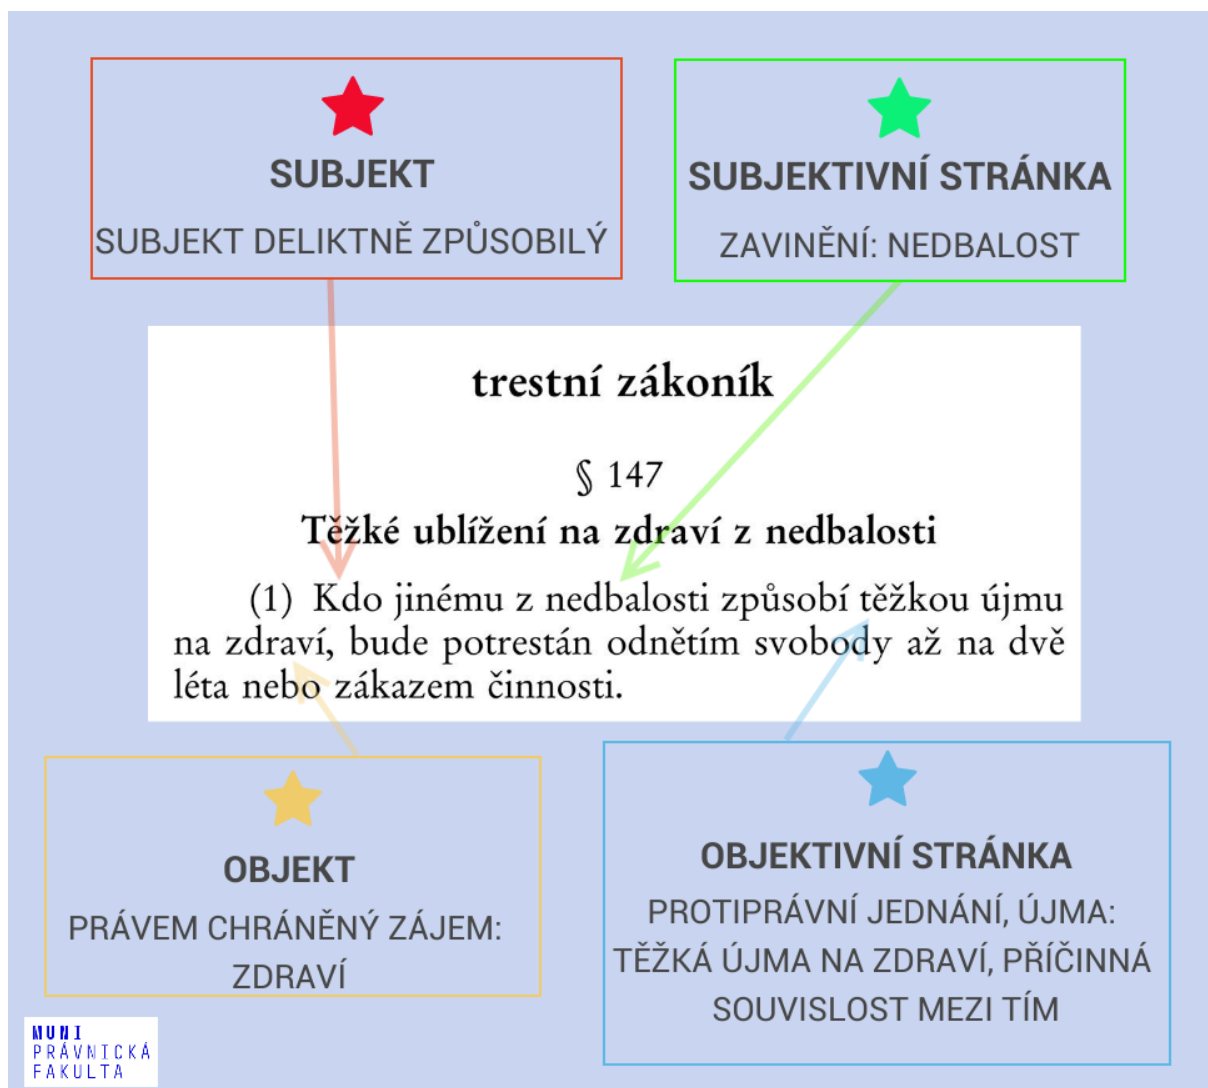 SUBJEKT
SUBJEKT DELIKTNĚ ZPŮSOBILÝ
SUBJEKTIVNÍ STRÁNKA
ZAVINĚNÍ: NEDBALOST
trestní zákoník
§ 147
Těžké ublížení na zdraví z nedbalosti
(1) Kdo jinému z nedbalosti způsobí těžkou újmu
na zdraví, bude potrestán odnětím svobody až na dvě
léta nebo zákazem činnosti.
OBJEKT
PRÁVEM CHRÁNĚNÝ ZÁJEM:
ZDRAVÍ
OBJEKTIVNÍ STRÁNKA
PROTIPRÁVNÍ JEDNÁNÍ, ÚJMA:
TĚŽKÁ ÚJMA NA ZDRAVÍ, PŘÍČINNÁ
SOUVISLOST MEZI TÍM
MUNI
PRÁVNICKÁ
FAKULTA